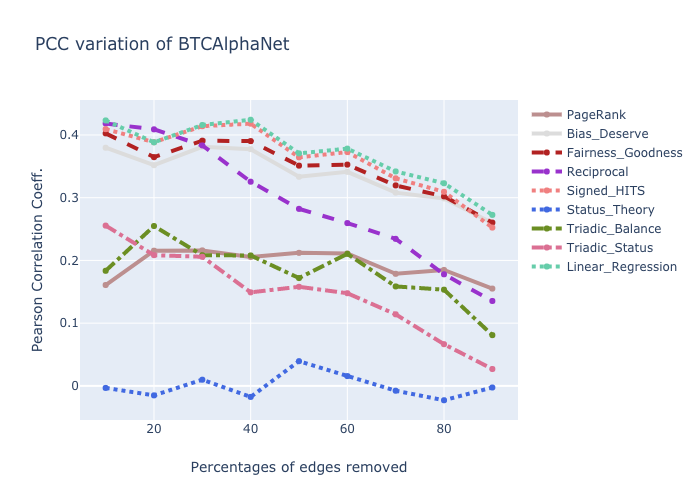 PCC variation of BTCAlphaNet
Pearson Correlation Coeff.
0.4
0.3
0.2
0.1
0
20
40
60
80
Percentages of edges removed
PageRank
Bias_Deserve
Fairness_Goodness
Reciprocal
Signed_HITS
Status_Theory
Triadic_Balance
Triadic_Status
Linear_Regression